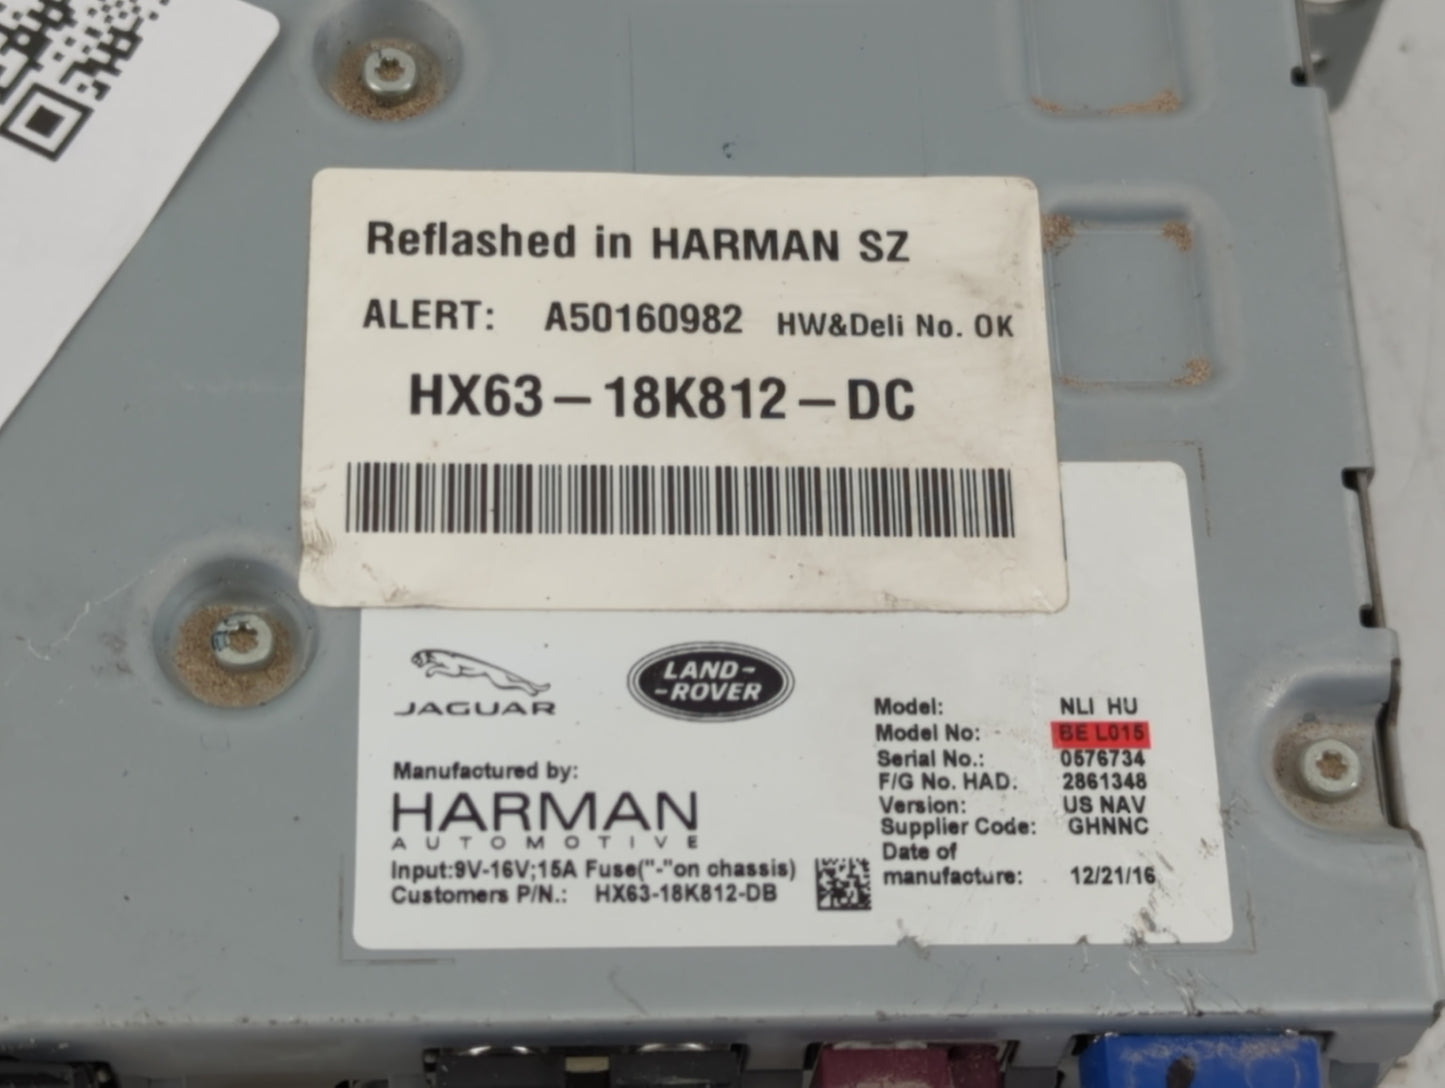 Reflashed in HARMAN SZ
ALERT: A50160982 HW&Deli No. OK
HX63-18K812-DC
JAGUAR
LAND-
-ROVER
Manufactured by:
HARMAN
AUTOMOTIVE
Input:9V-16V;15A Fuse("-"on chassis)
Customers P/N.: HX63-18K812-DB
Model: NLI HU
Model No: BE L015
Serial No.: 0576734
F/G No. HAD: 2861348
Version: US NAV
Supplier Code: GHNNC
Date of
manufacture: 12/21/16